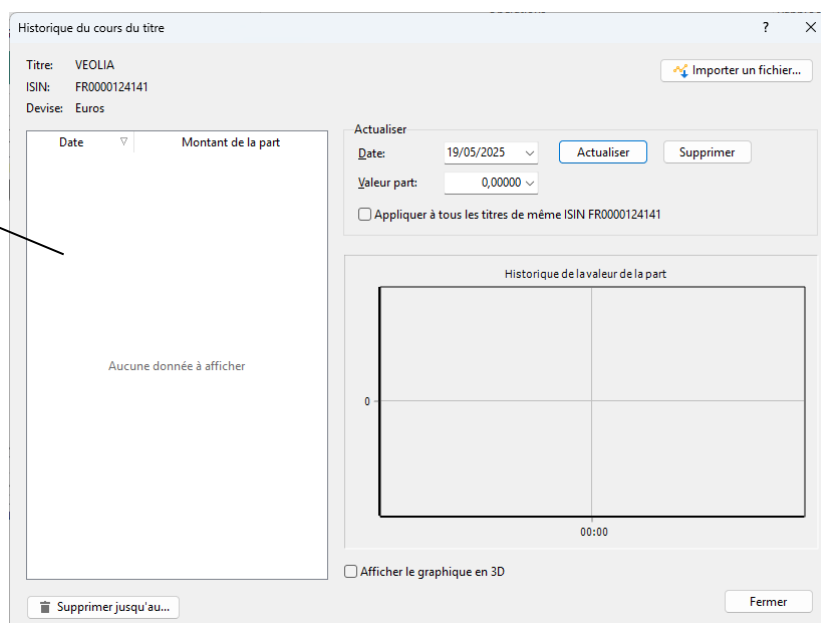 Historique du cours du titre
?
Titre: VEOLIA
ISIN: FR0000124141
Devise: Euros
Importer un fichier...
Date
Montant de la part
Aucune donnée à afficher
Actualiser
Date: 19/05/2025
Actualiser
Supprimer
Valeur part: 0,00000
Appliquer à tous les titres de même ISIN FR0000124141
Historique de la valeur de la part
0
00:00
Afficher le graphique en 3D
Supprimer jusqu'au...
Fermer